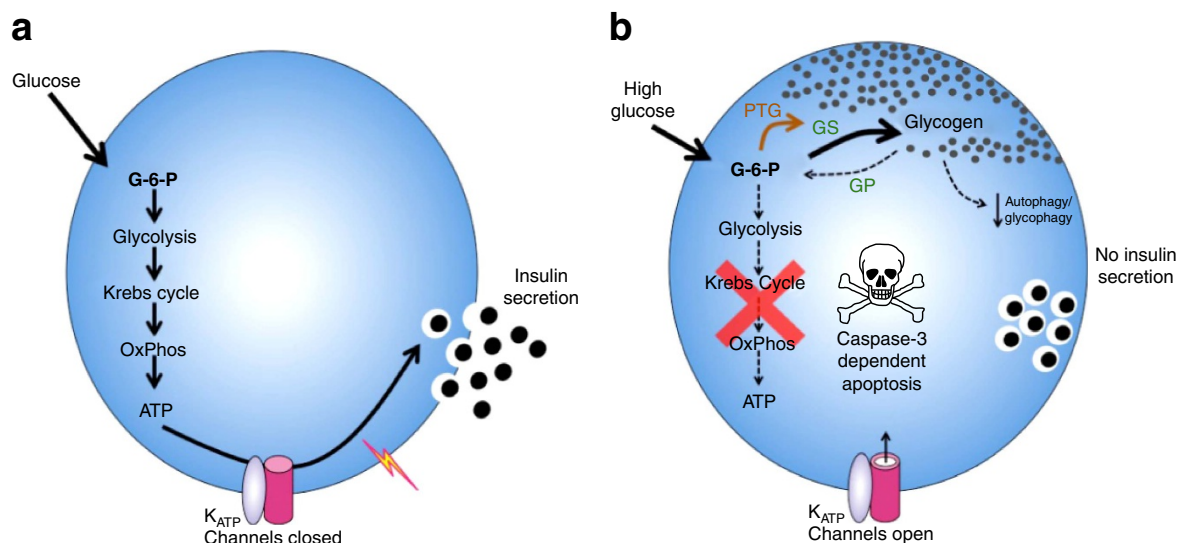 a
Glucose
G-6-P
Glycolysis
Krebs cycle
OxPhos
ATP
Insulin
secretion
KATP
Channels closed
b
High
glucose
PTG
GS
Glycogen
G-6-P
GP
Autophagy/
glycophagy
Glycolysis
Krebs Cycle
OxPhos
ATP
Caspase-3
dependent
apoptosis
No insulin
secretion
KATP
Channels open